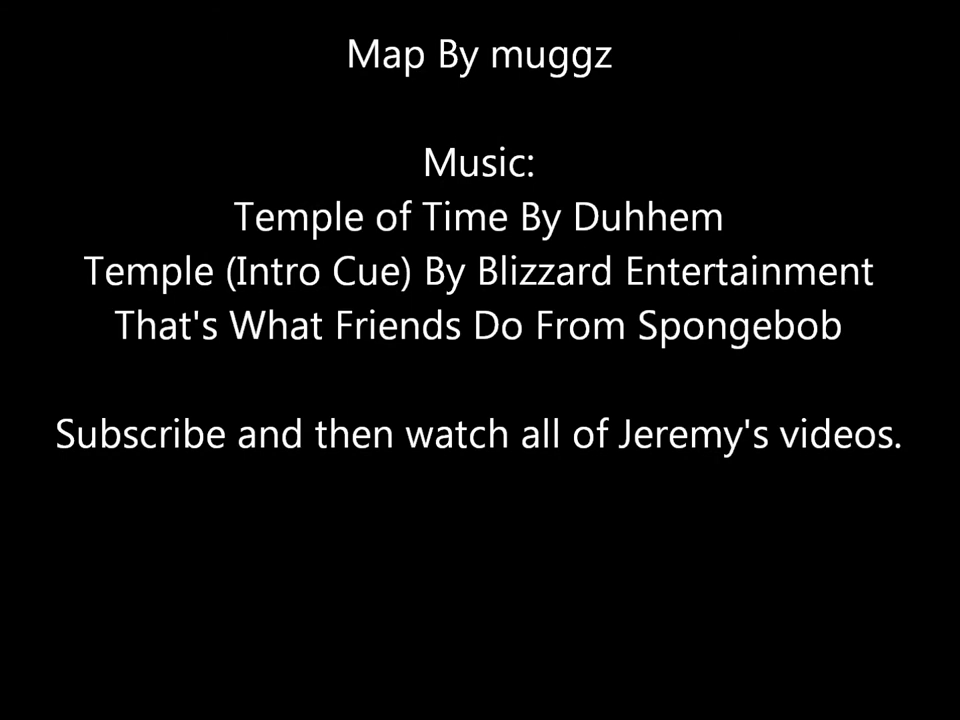 Map By muggz
Music:
Temple of Time By Duhhem
Temple (Intro Cue) By Blizzard Entertainment
That's What Friends Do From Spongebob
Subscribe and then watch all of Jeremy's videos.